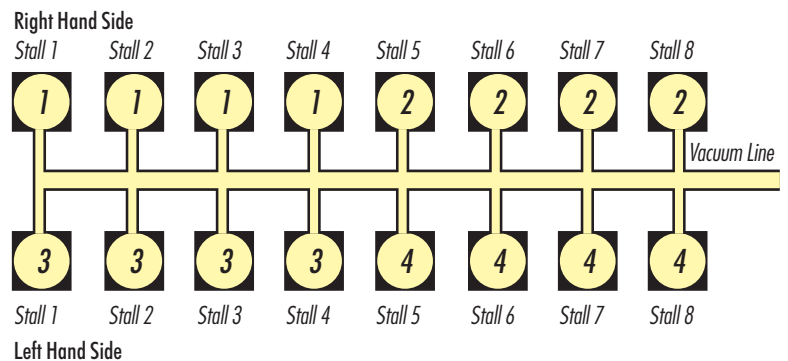 Right Hand Side
Stall 1 Stall 2 Stall 3 Stall 4 Stall 5 Stall 6 Stall 7 Stall 8
1 1 1 1 2 2 2 2
Vacuum Line
3 3 3 3 4 4 4 4
Stall 1 Stall 2 Stall 3 Stall 4 Stall 5 Stall 6 Stall 7 Stall 8
Left Hand Side